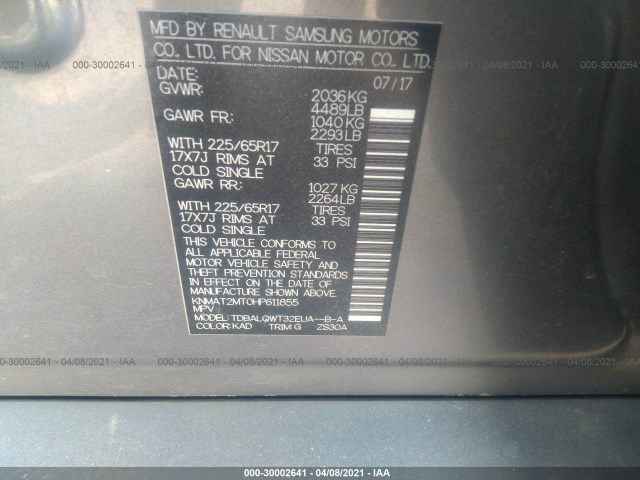 MFD BY RENAULT SAMSUNG MOTORS
CO. LTD. FOR NISSAN MOTOR CO., LTD.
DATE: 07/17
GVWR: 2036KG
4489LB
GAWR FR: 1040 KG
2293LB
WITH 225/65R17 TIRES
17X7J RIMS AT 33 PSI
COLD SINGLE
GAWR RR: 1027 KG
2264LB
WITH 225/65R17 TIRES
17X7J RIMS AT 33 PSI
COLD SINGLE
THIS VEHICLE CONFORMS TO
ALL APPLICABLE FEDERAL
MOTOR VEHICLE SAFETY AND
THEFT PREVENTION STANDARDS
IN EFFECT ON THE DATE OF
MANUFACTURE SHOWN ABOVE.
KNMAT2MT0HP611855
MPV
MODEL: TDBALQWT32EUA--B-A
COLOR:KAD TRIM:G ZS30A
000-30002641 - 04/08/2021 - IAA
000-30002641 - 04/08/2021 - IAA
000-30002641 - 04/08/2021 - IAA
000-30002641 - 04/08/2021 - IAA
000-30002641 - 04/08/2021 - IAA